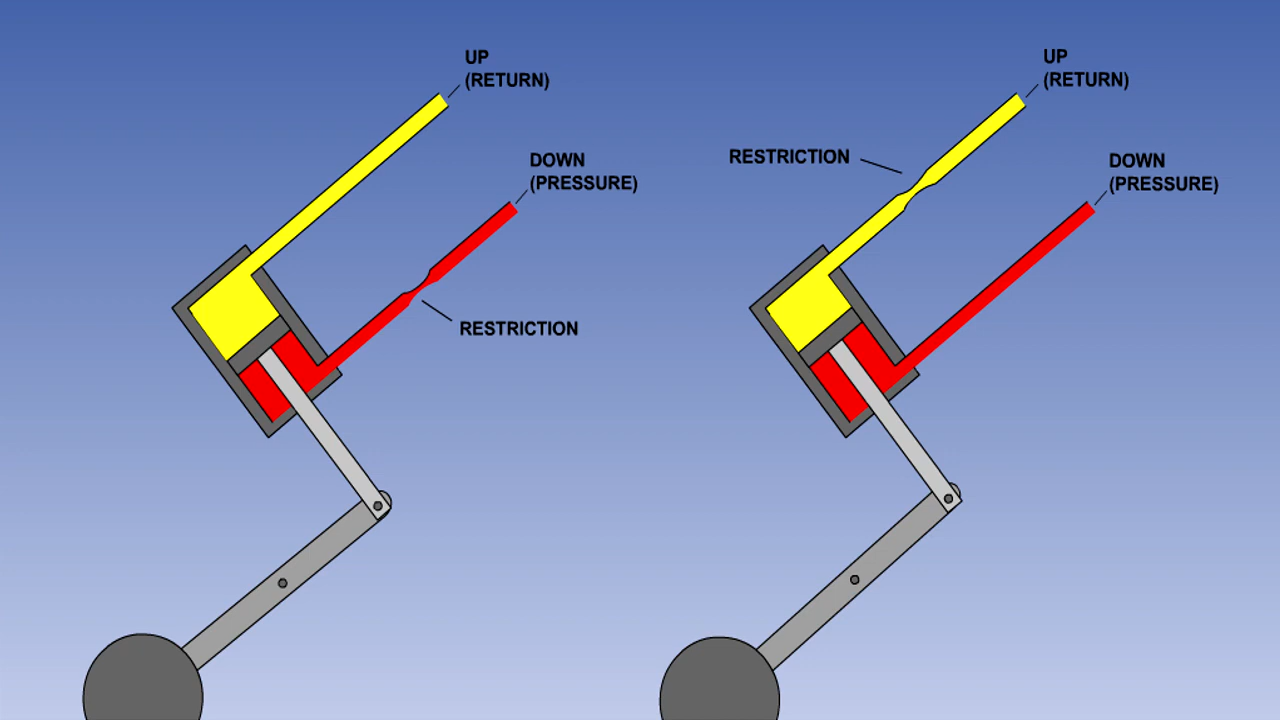 UP
(RETURN)
DOWN
(PRESSURE)
RESTRICTION
UP
(RETURN)
RESTRICTION
DOWN
(PRESSURE)